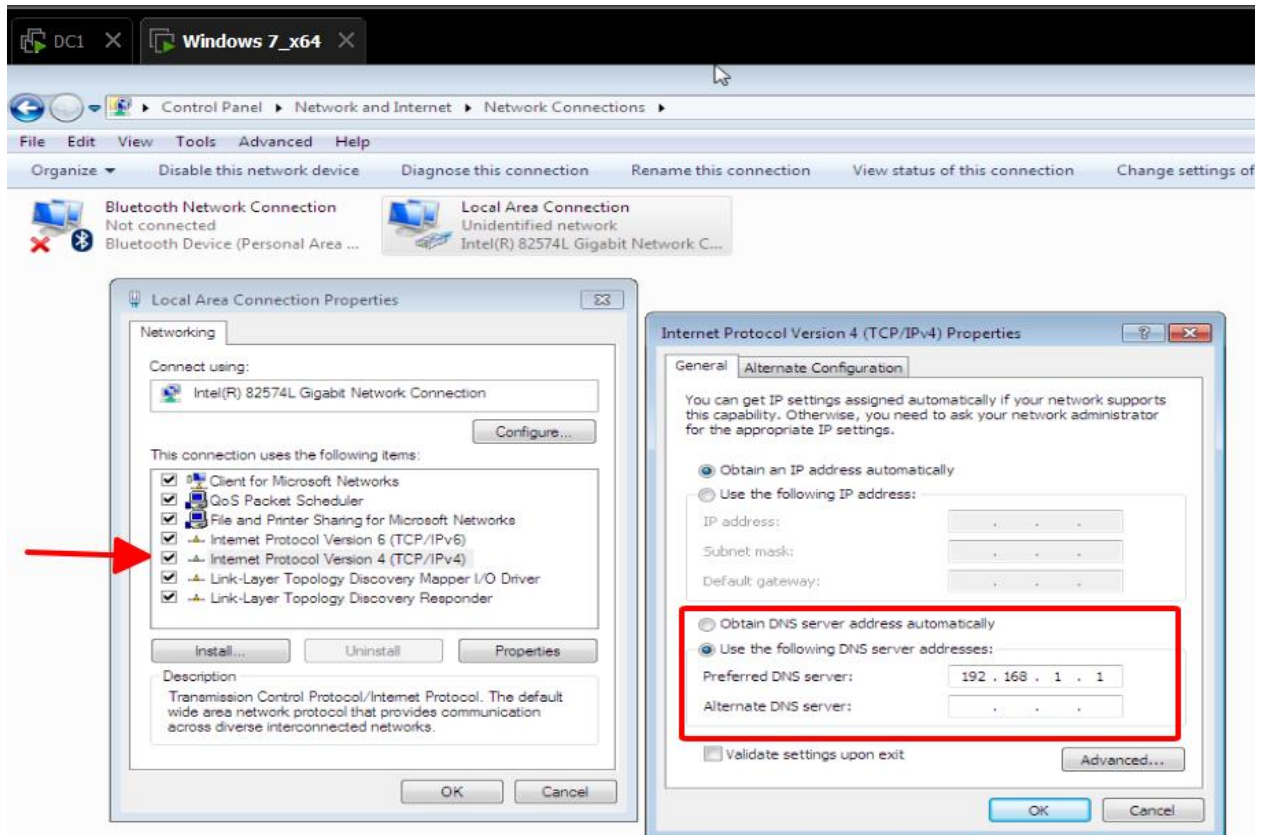 DC1 Windows 7_x64
Control Panel Network and Internet Network Connections
File Edit View Tools Advanced Help
Organize Disable this network device Diagnose this connection Rename this connection View status of this connection Change settings of
Bluetooth Network Connection
Not connected
Bluetooth Device (Personal Area ...
Local Area Connection
Unidentified network
Intel(R) 82574L Gigabit Network C...
Local Area Connection Properties
Networking
Connect using:
Intel(R) 82574L Gigabit Network Connection
Configure...
This connection uses the following items:
Client for Microsoft Networks
QoS Packet Scheduler
File and Printer Sharing for Microsoft Networks
Internet Protocol Version 6 (TCP/IPv6)
Internet Protocol Version 4 (TCP/IPv4)
Link-Layer Topology Discovery Mapper I/O Driver
Link-Layer Topology Discovery Responder
Install... Uninstall Properties
Description
Transmission Control Protocol/Internet Protocol. The default
wide area network protocol that provides communication
across diverse interconnected networks.
OK Cancel
Internet Protocol Version 4 (TCP/IPv4) Properties
General Alternate Configuration
You can get IP settings assigned automatically if your network supports
this capability. Otherwise, you need to ask your network administrator
for the appropriate IP settings.
Obtain an IP address automatically
Use the following IP address:
IP address:
Subnet mask:
Default gateway:
Obtain DNS server address automatically
Use the following DNS server addresses:
Preferred DNS server: 192 . 168 . 1 . 1
Alternate DNS server:
Validate settings upon exit
Advanced...
OK Cancel